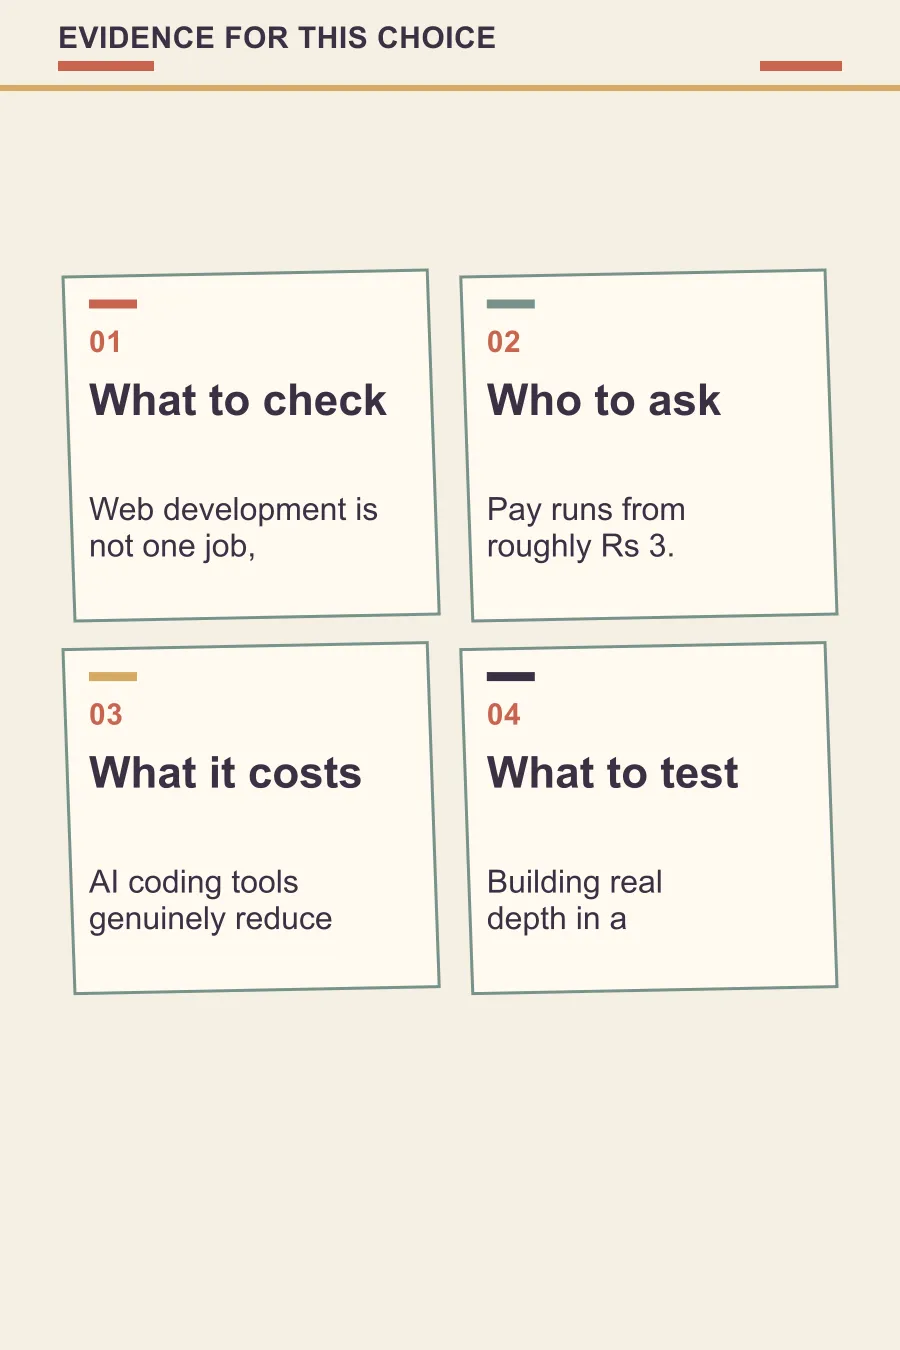 EVIDENCE FOR THIS CHOICE
01
What to check
Web development is
not one job,
02
Who to ask
Pay runs from
roughly Rs 3.
03
What it costs
AI coding tools
genuinely reduce
04
What to test
Building real
depth in a